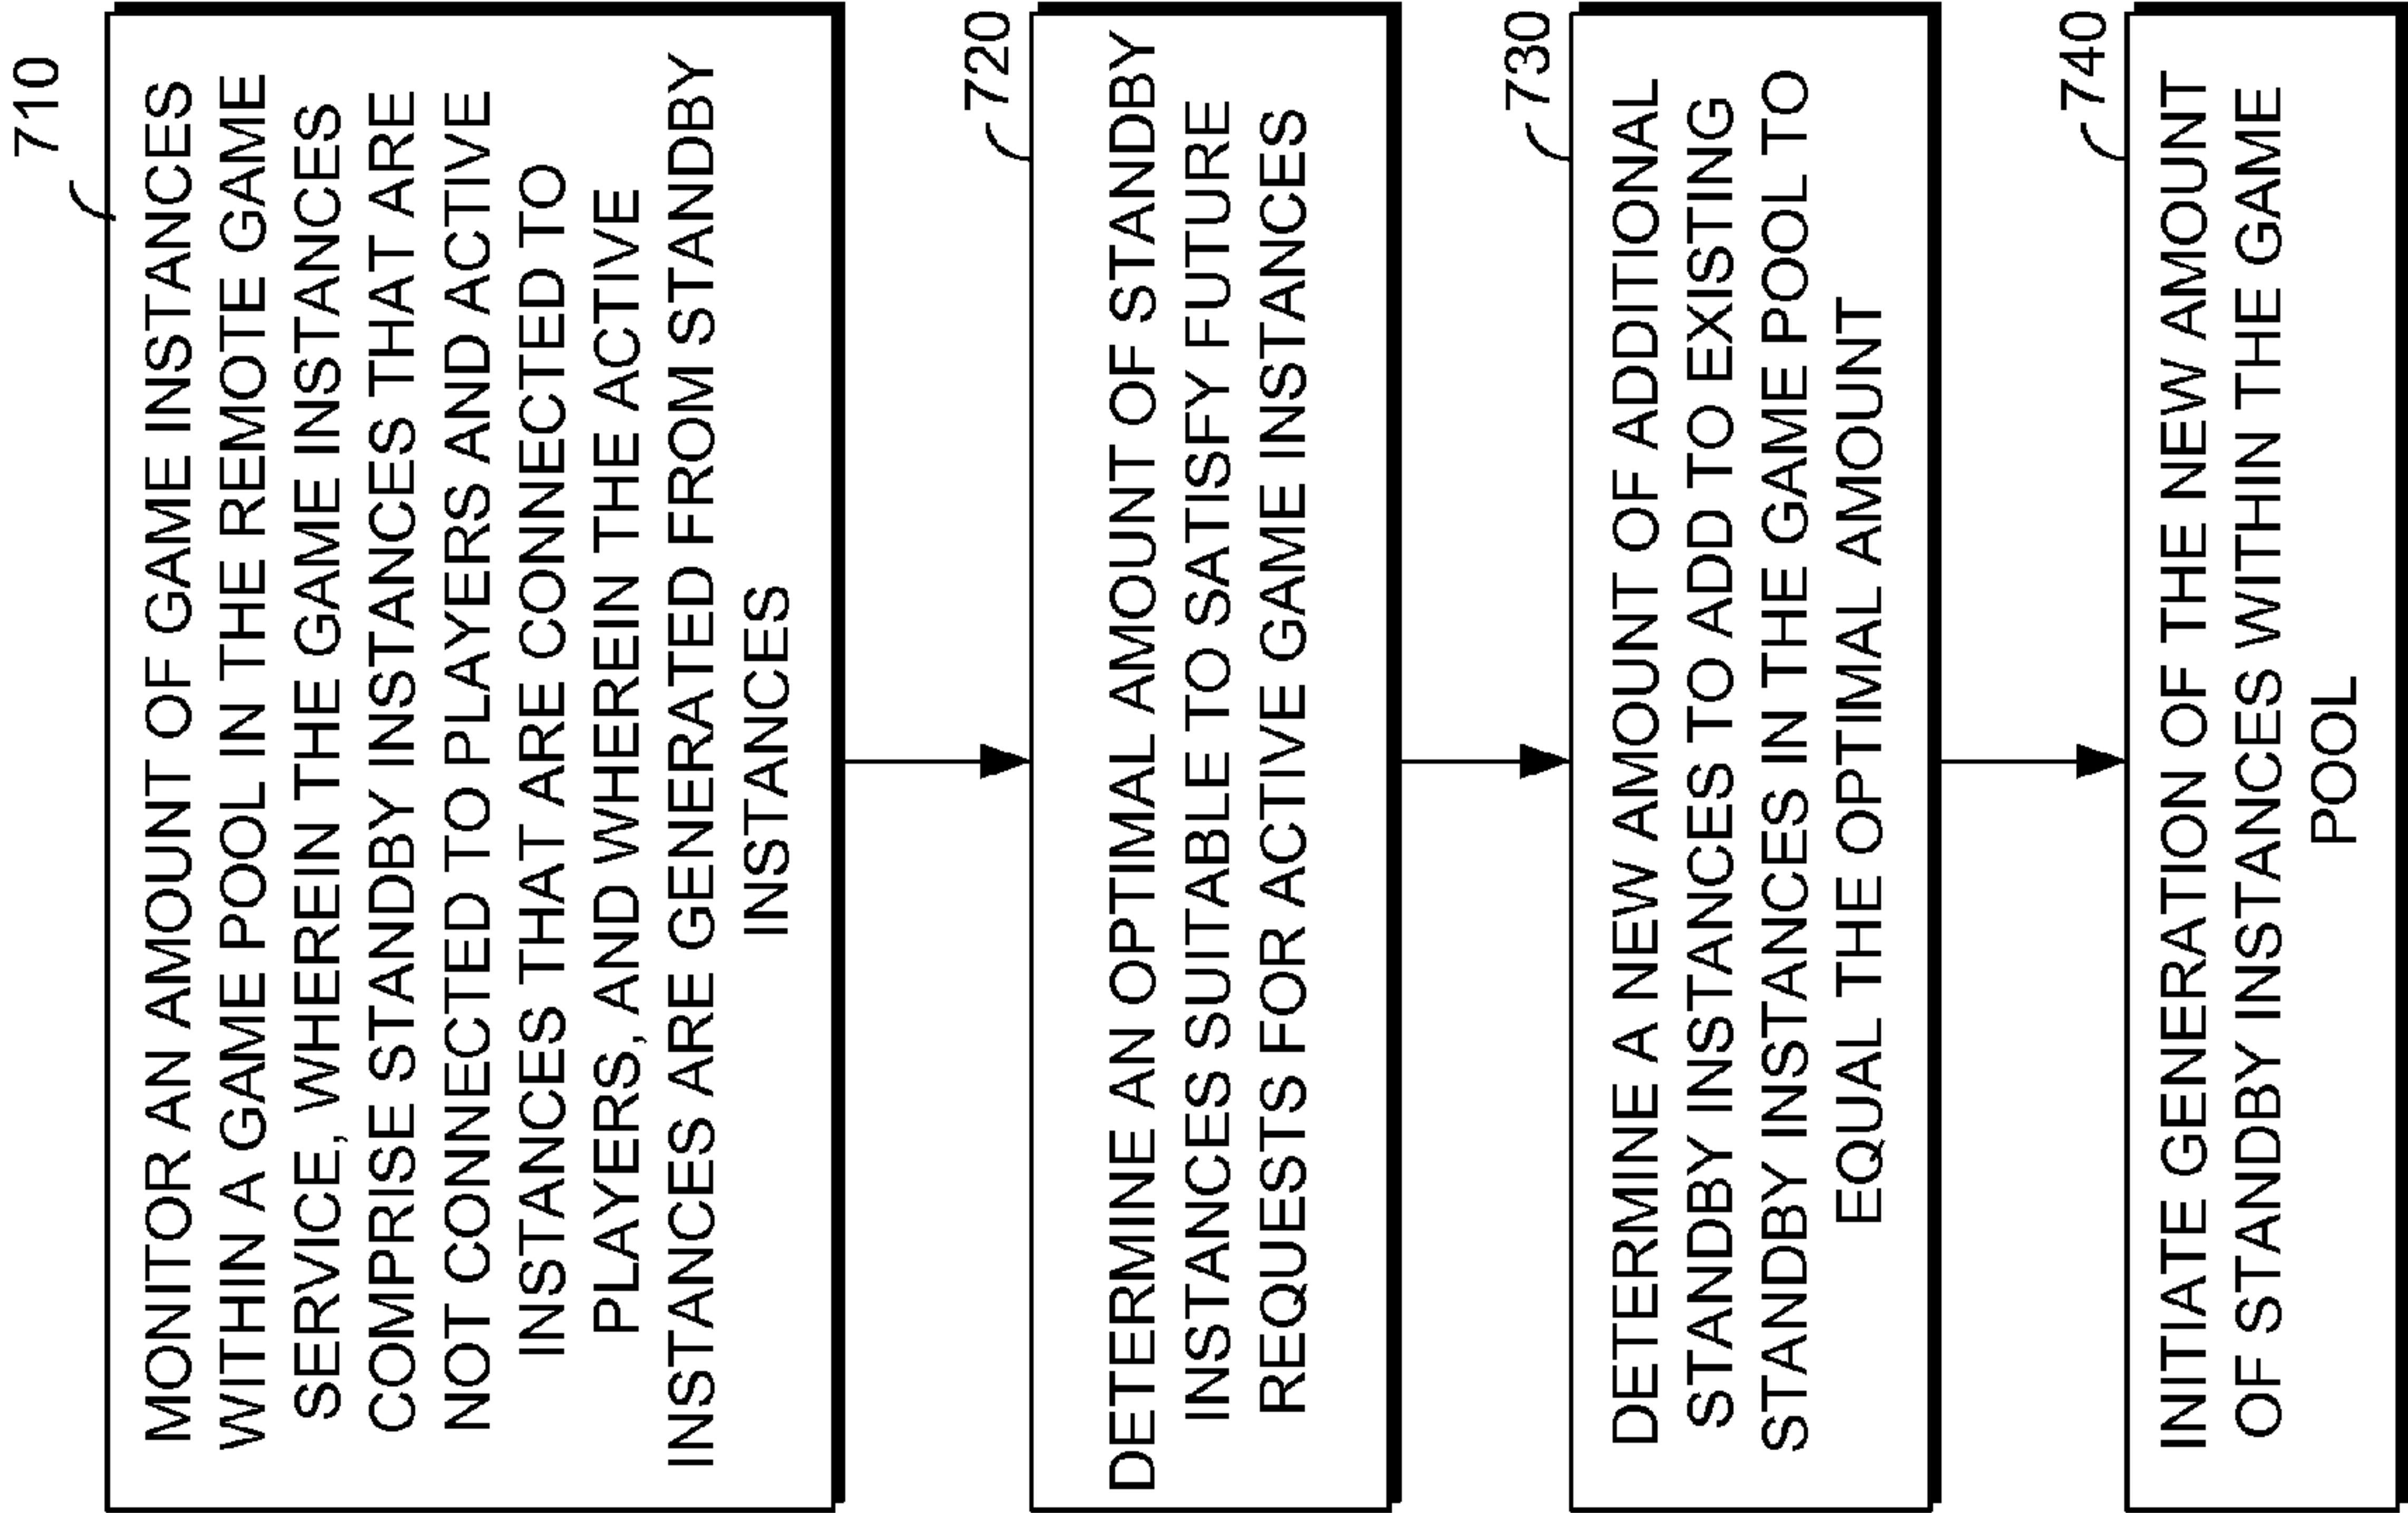 710
MONITOR AN AMOUNT OF GAME INSTANCES
WITHIN A GAME POOL IN THE REMOTE GAME
SERVICE, WHEREIN THE GAME INSTANCES
COMPRISE STANDBY INSTANCES THAT ARE
NOT CONNECTED TO PLAYERS AND ACTIVE
INSTANCES THAT ARE CONNECTED TO
PLAYERS, AND WHEREIN THE ACTIVE
INSTANCES ARE GENERATED FROM STANDBY
INSTANCES
720
DETERMINE AN OPTIMAL AMOUNT OF STANDBY
INSTANCES SUITABLE TO SATISFY FUTURE
REQUESTS FOR ACTIVE GAME INSTANCES
730
DETERMINE A NEW AMOUNT OF ADDITIONAL
STANDBY INSTANCES TO ADD TO EXISTING
STANDBY INSTANCES IN THE GAME POOL TO
EQUAL THE OPTIMAL AMOUNT
740
INITIATE GENERATION OF THE NEW AMOUNT
OF STANDBY INSTANCES WITHIN THE GAME
POOL